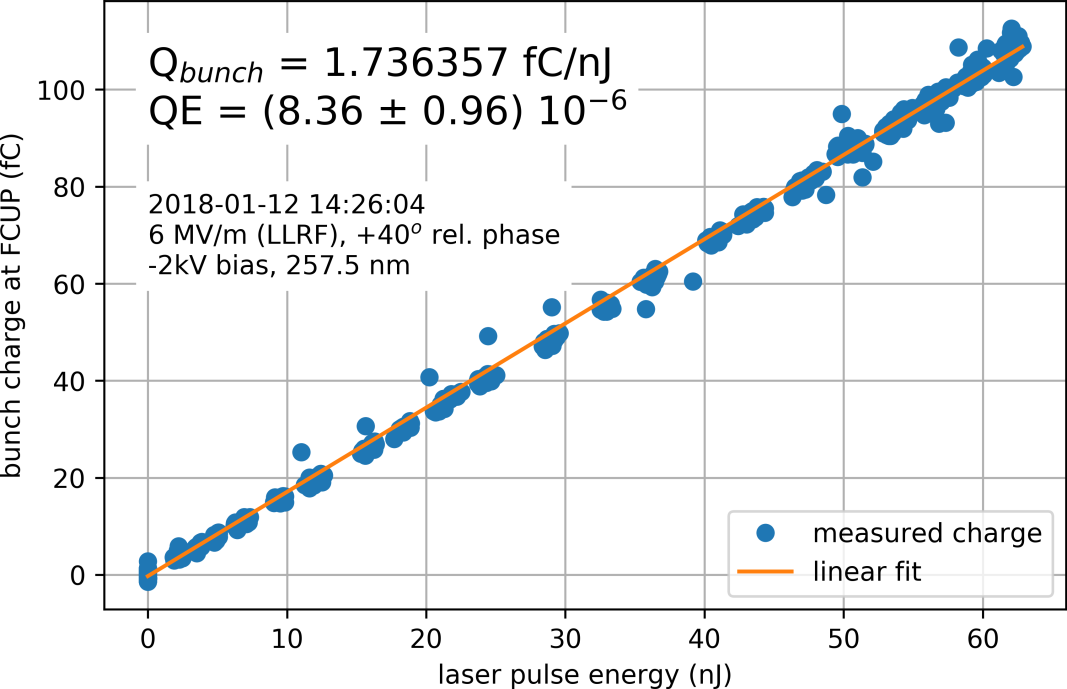 Q_bunch = 1.736357 fC/nJ
QE = (8.36 ± 0.96) 10⁻⁶
2018-01-12 14:26:04
6 MV/m (LLRF), +40ᵒ rel. phase
-2kV bias, 257.5 nm
bunch charge at FCUP (fC)
100
80
60
40
20
0
measured charge
linear fit
0 10 20 30 40 50 60
laser pulse energy (nJ)